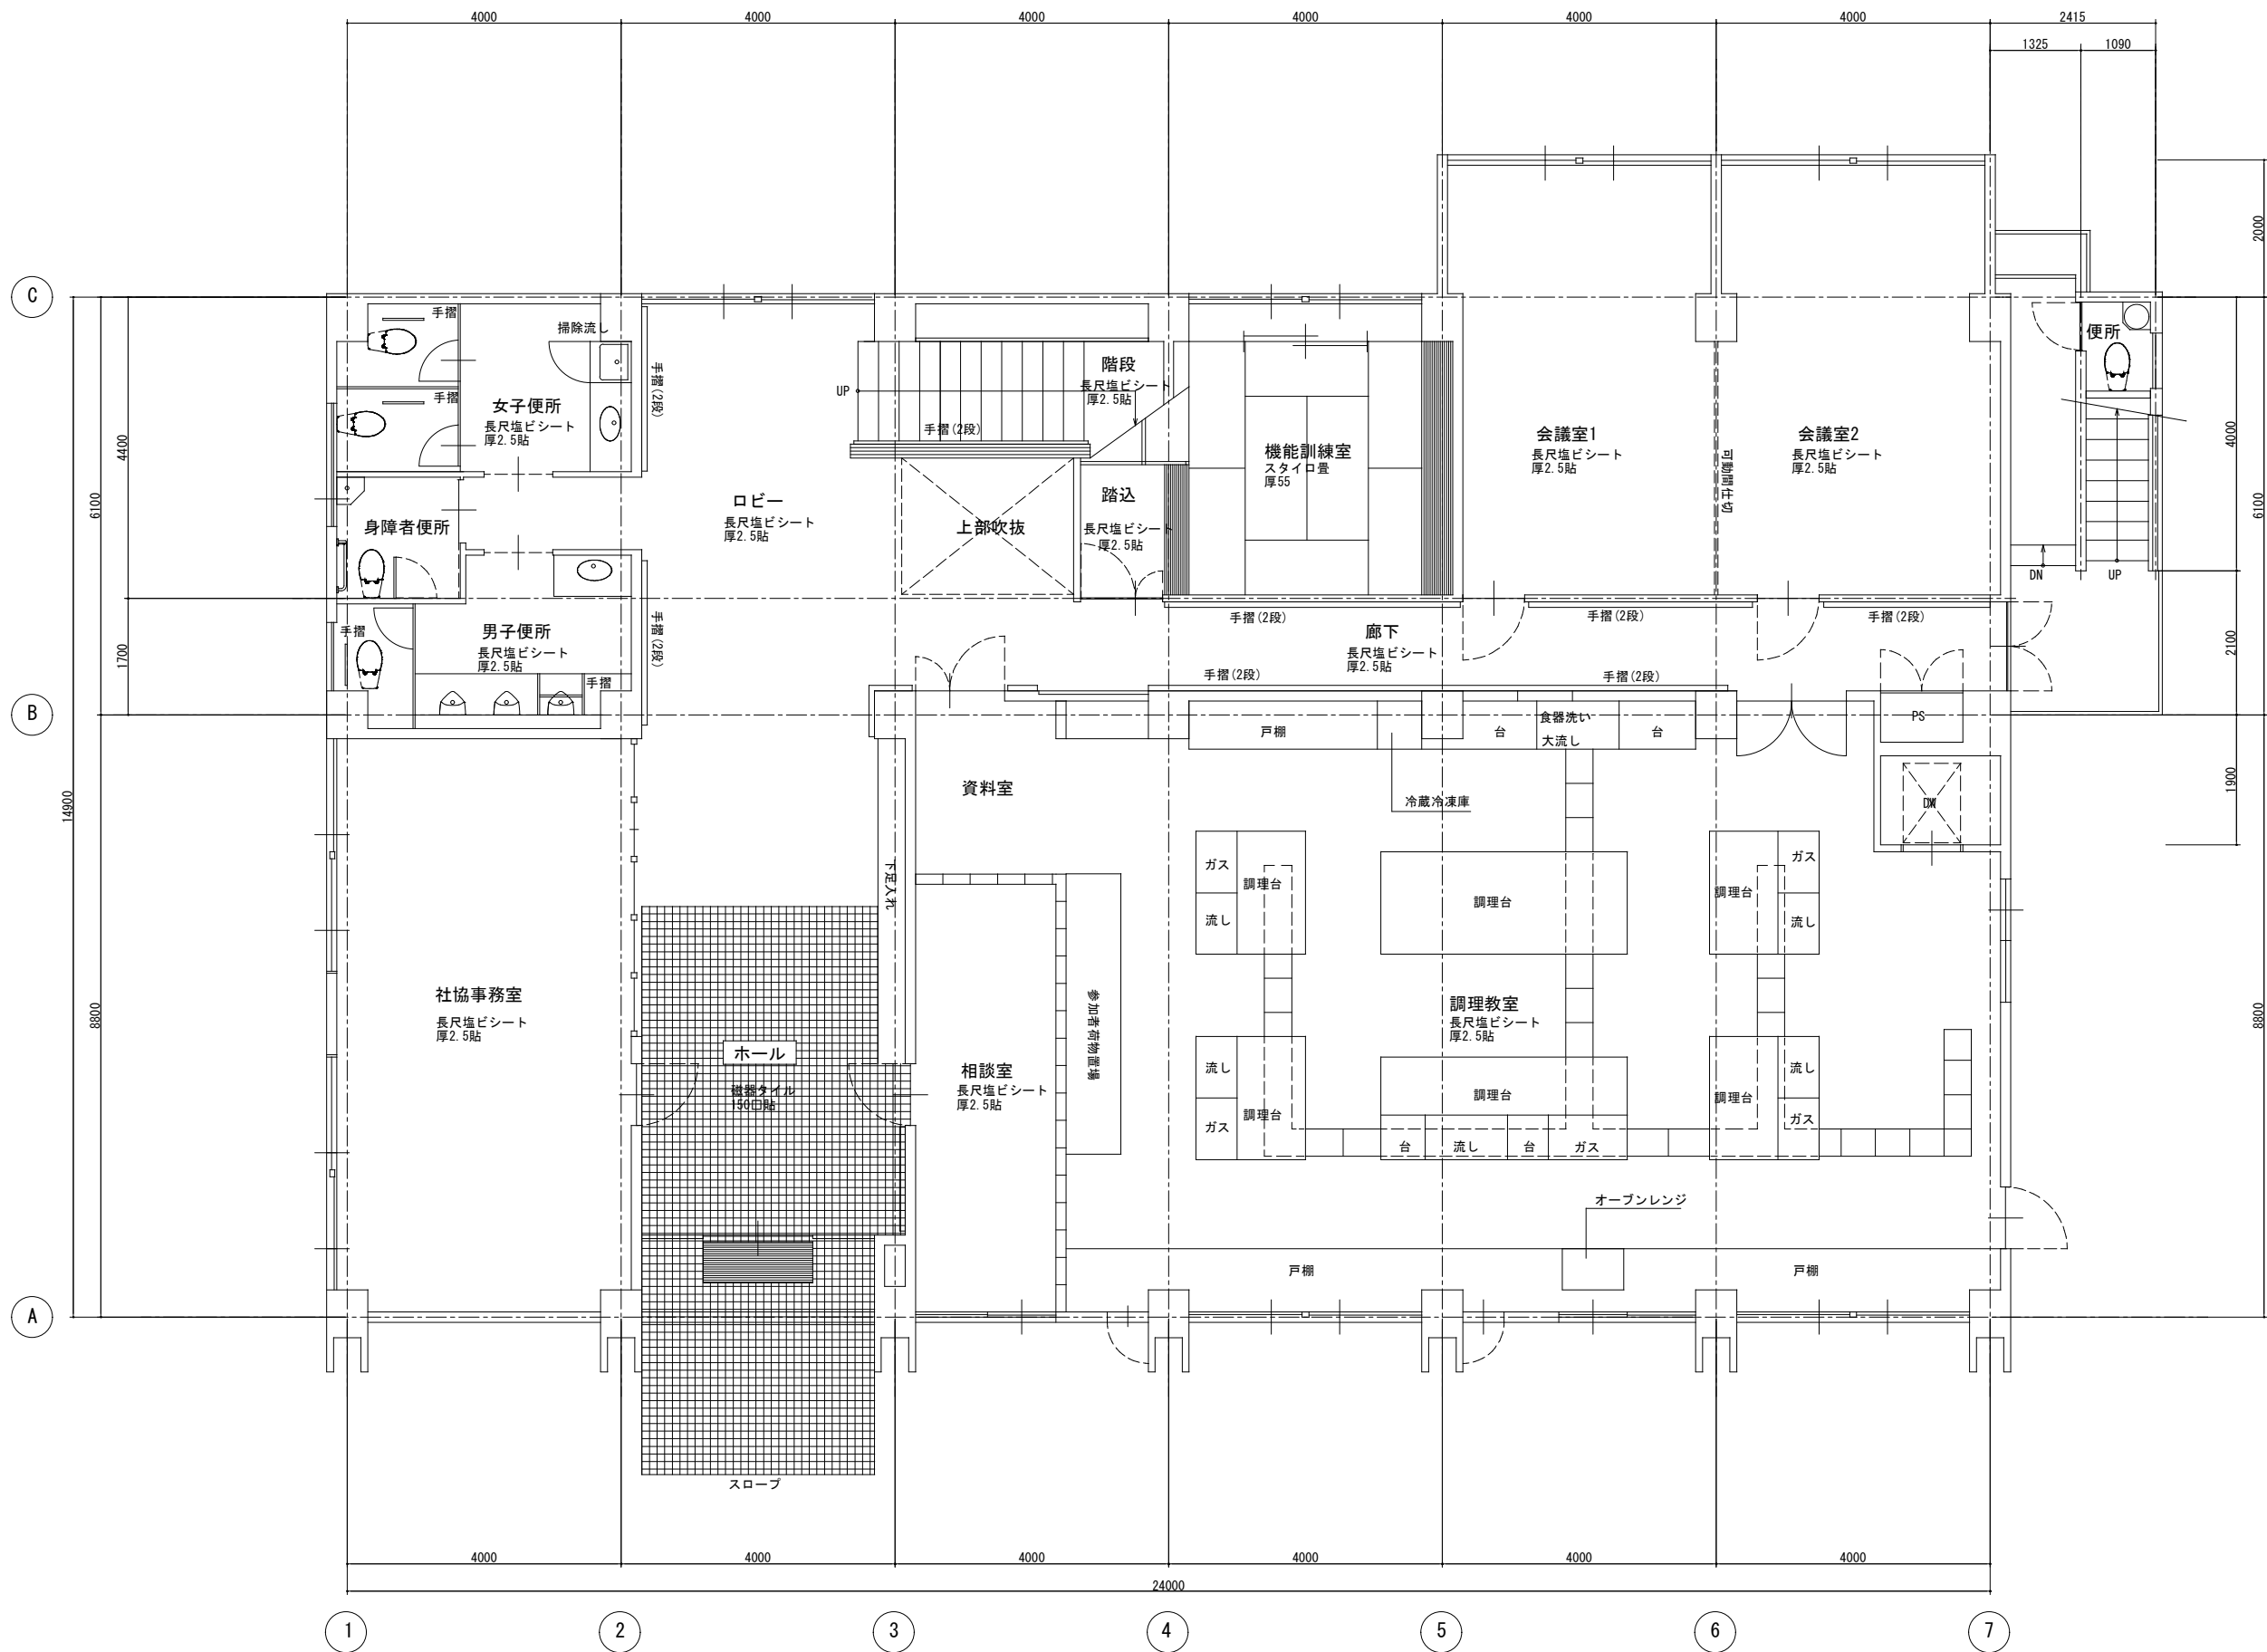 4000
4000
4000
4000
4000
4000
2415
1325
1090
2000
C
手摺
掃除流し
手摺
女子便所
長尺塩ビシート
厚2.5貼
手摺(2段)
UP
階段
長尺塩ビシート
厚2.5貼
手摺(2段)
機能訓練室
スタイロ畳
厚55
会議室1
長尺塩ビシート
厚2.5貼
可動間仕切
会議室2
長尺塩ビシート
厚2.5貼
便所
4400
4000
6100
6100
身障者便所
ロビー
長尺塩ビシート
厚2.5貼
上部吹抜
踏込
長尺塩ビシート
厚2.5貼
DN
UP
手摺
男子便所
長尺塩ビシート
厚2.5貼
手摺
手摺(2段)
手摺(2段)
手摺(2段)
手摺(2段)
廊下
長尺塩ビシート
厚2.5貼
手摺(2段)
手摺(2段)
1700
2100
B
戸棚
台
食器洗い
大流し
台
PS
14900
資料室
冷蔵冷凍庫
DW
1900
下足入れ
ガス
調理台
流し
調理台
調理台
ガス
流し
8800
社協事務室
長尺塩ビシート
厚2.5貼
ホール
磁器タイル
150口貼
相談室
長尺塩ビシート
厚2.5貼
参加者荷物置場
調理教室
長尺塩ビシート
厚2.5貼
8800
流し
調理台
ガス
調理台
台
流し
台
ガス
調理台
流し
ガス
オーブンレンジ
戸棚
戸棚
A
スロープ
4000
4000
4000
4000
4000
4000
24000
1
2
3
4
5
6
7